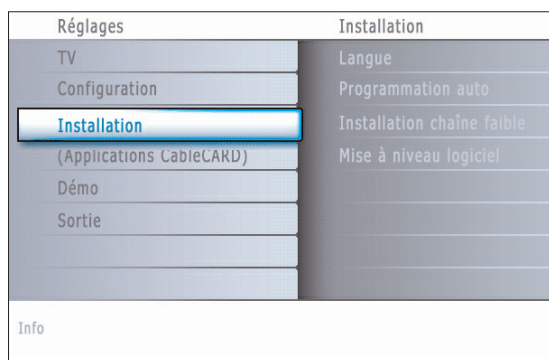 Réglages
TV
Configuration
Installation
(Applications CableCARD)
Démo
Sortie
Installation
Langue
Programmation auto
Installation chaîne faible
Mise à niveau logiciel
Info